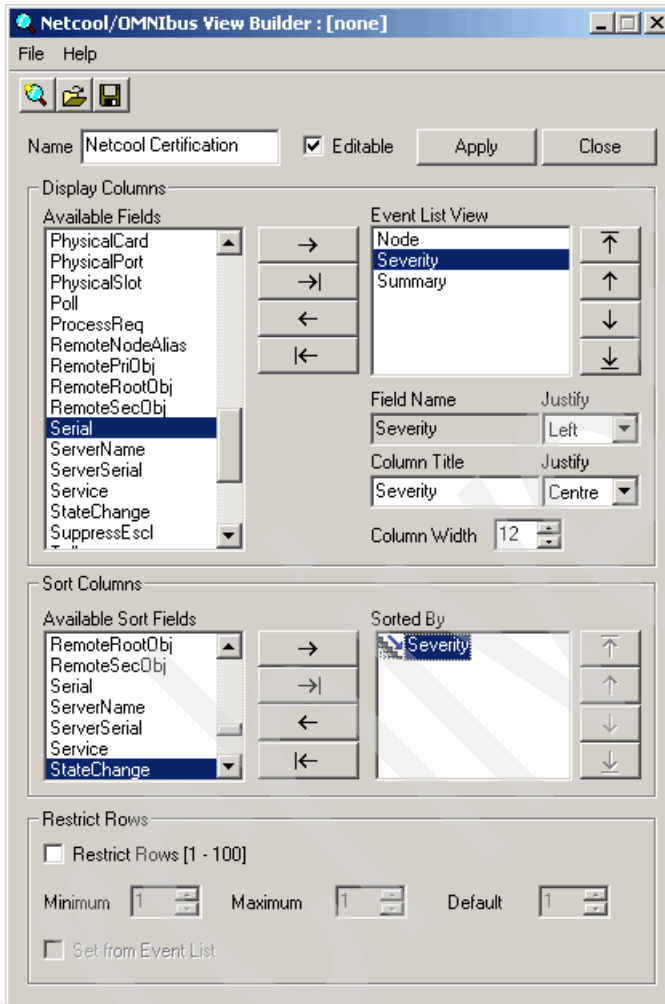 Netcool/OMNIbus View Builder : [none]
File Help
Name Netcool Certification Editable Apply Close
Display Columns
Available Fields
PhysicalCard
PhysicalPort
PhysicalSlot
Poll
ProcessReq
RemoteNodeAlias
RemotePriObj
RemoteRootObj
RemoteSecObj
Serial
ServerName
ServerSerial
Service
StateChange
SuppressEscl
Event List View
Node
Severity
Summary
Field Name Justify
Severity Left
Column Title Justify
Severity Centre
Column Width 12
Sort Columns
Available Sort Fields
RemoteRootObj
RemoteSecObj
Serial
ServerName
ServerSerial
Service
StateChange
Sorted By
Severity
Restrict Rows
Restrict Rows [1 - 100]
Minimum 1 Maximum 1 Default 1
Set from Event List